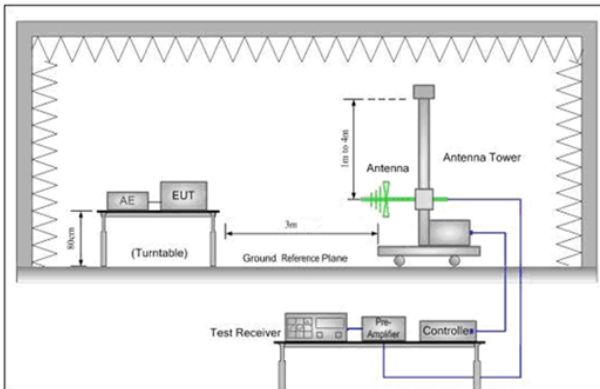 1m to 4m
Antenna
Antenna Tower
AE
EUT
80cm
(Turntable)
3m
Ground Reference Plane
Test Receiver
Pre-
Amplifier
Controller